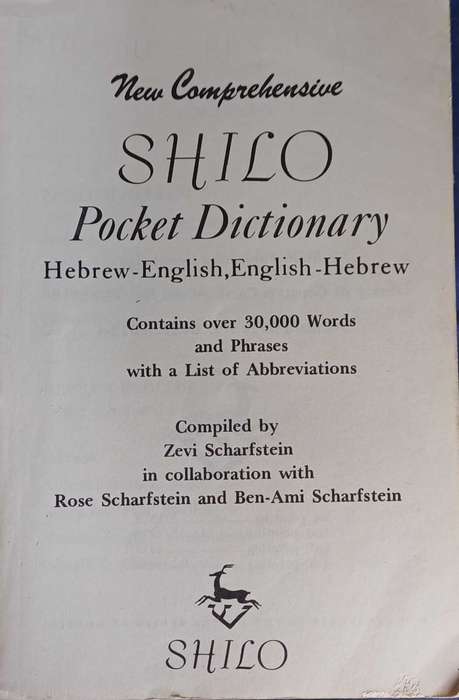 New Comprehensive
SHILO
Pocket Dictionary
Hebrew-English, English-Hebrew
Contains over 30,000 Words
and Phrases
with a List of Abbreviations
Compiled by
Zevi Scharfstein
in collaboration with
Rose Scharfstein and Ben-Ami Scharfstein
SHILO